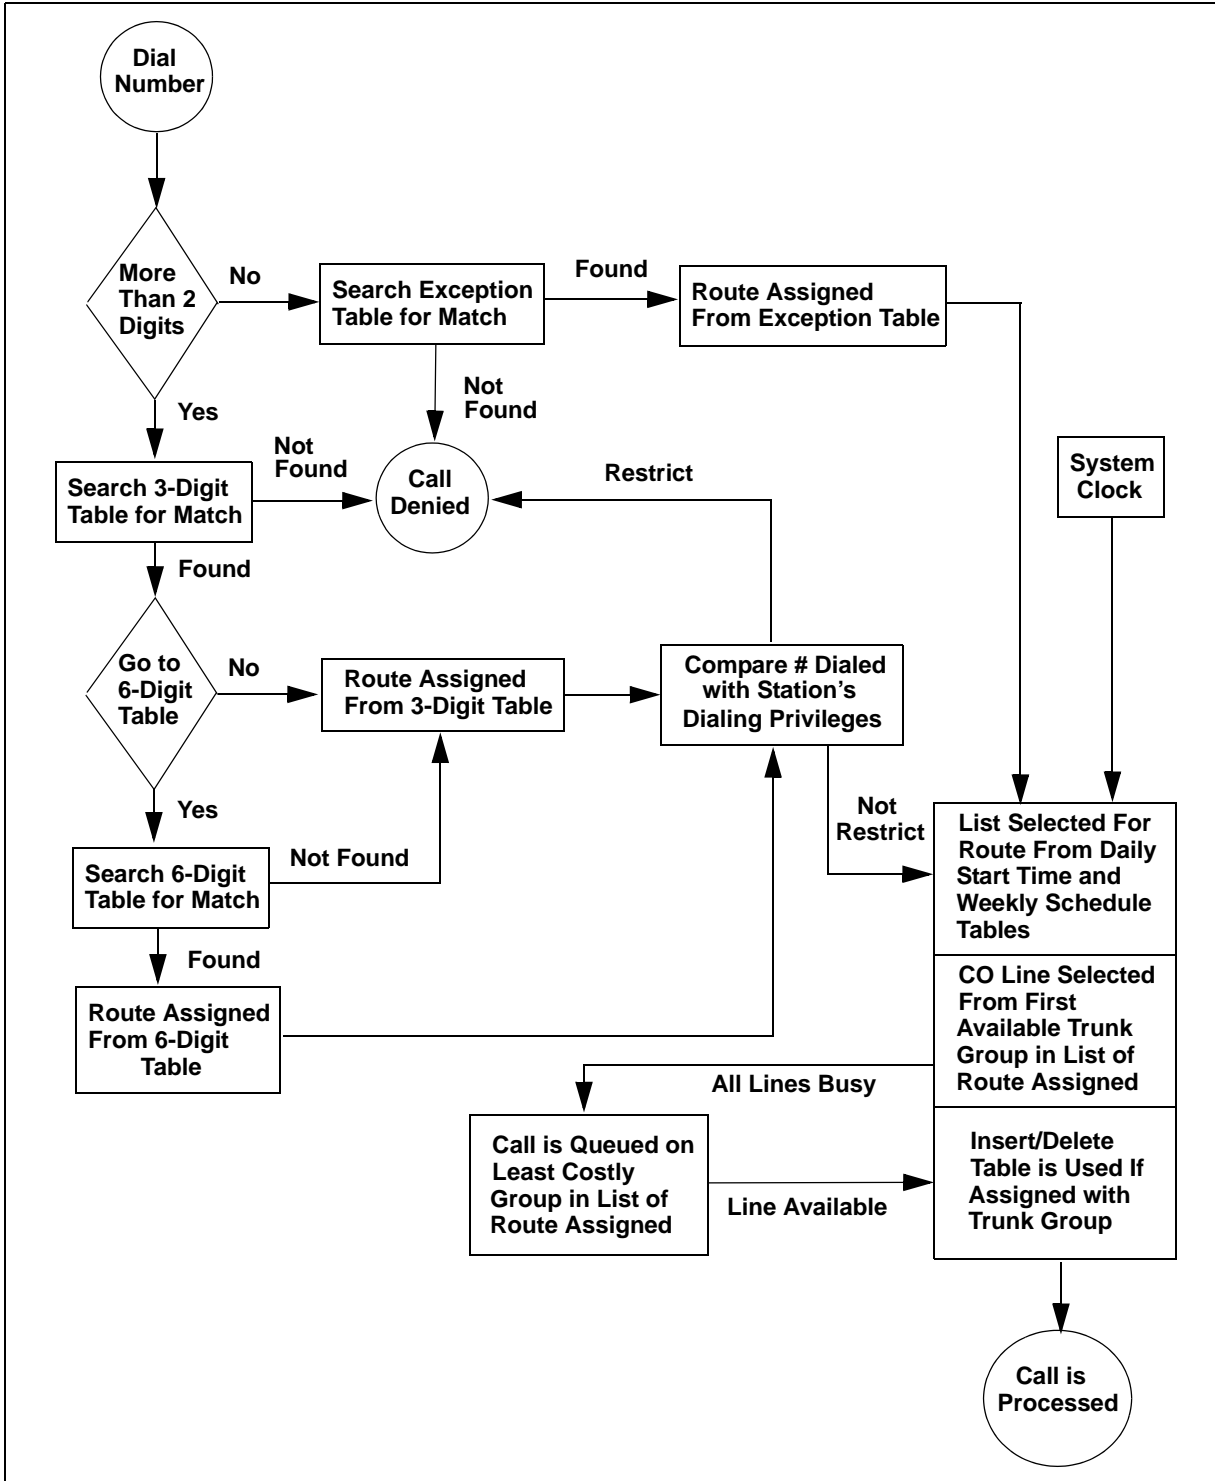 Dial
Number
More
Than 2
Digits
No
Search Exception
Table for Match
Found
Route Assigned
From Exception Table
Not
Found
Yes
Not
Found
Search 3-Digit
Table for Match
Call
Denied
Restrict
System
Clock
Found
Go to
6-Digit
Table
No
Route Assigned
From 3-Digit Table
Compare # Dialed
with Station's
Dialing Privileges
Yes
Not
Restrict
Search 6-Digit
Table for Match
Not Found
List Selected For
Route From Daily
Start Time and
Weekly Schedule
Tables
Found
Route Assigned
From 6-Digit
Table
CO Line Selected
From First
Available Trunk
Group in List of
Route Assigned
All Lines Busy
Call is Queued on
Least Costly
Group in List of
Route Assigned
Line Available
Insert/Delete
Table is Used If
Assigned with
Trunk Group
Call is
Processed